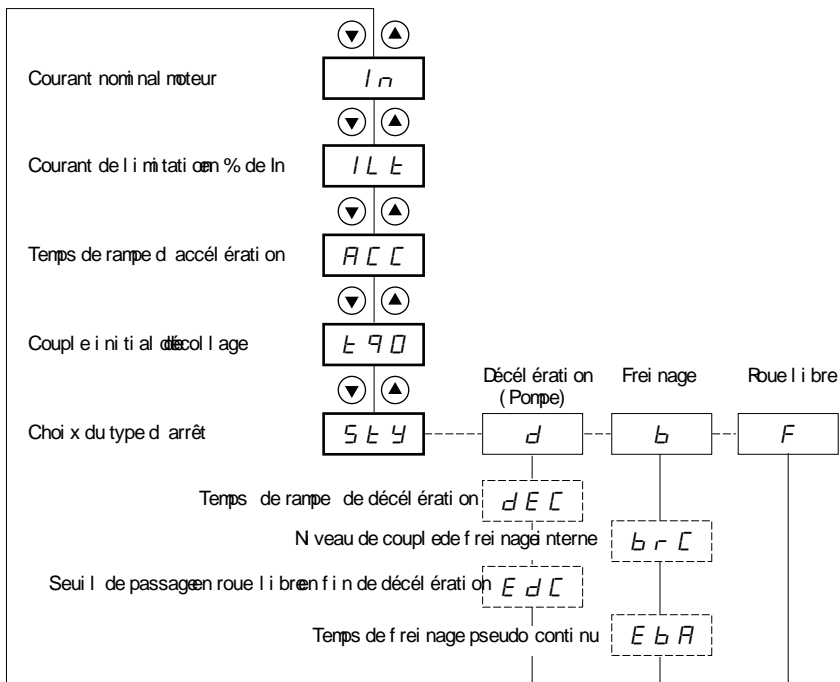 Courant nominal moteur
In
Courant de limitation en % de In
ILt
Temps de rampe d accélération
ACC
Couple initial décollage
tq0
Décélération
(Pompe)
Freinage
Roue libre
Choix du type d arrêt
StY
d
b
F
Temps de rampe de décélération
dEC
Niveau de couple de freinage interne
brC
Seuil de passage en roue libre en fin de décélération
EdC
Temps de freinage pseudo continu
EbA